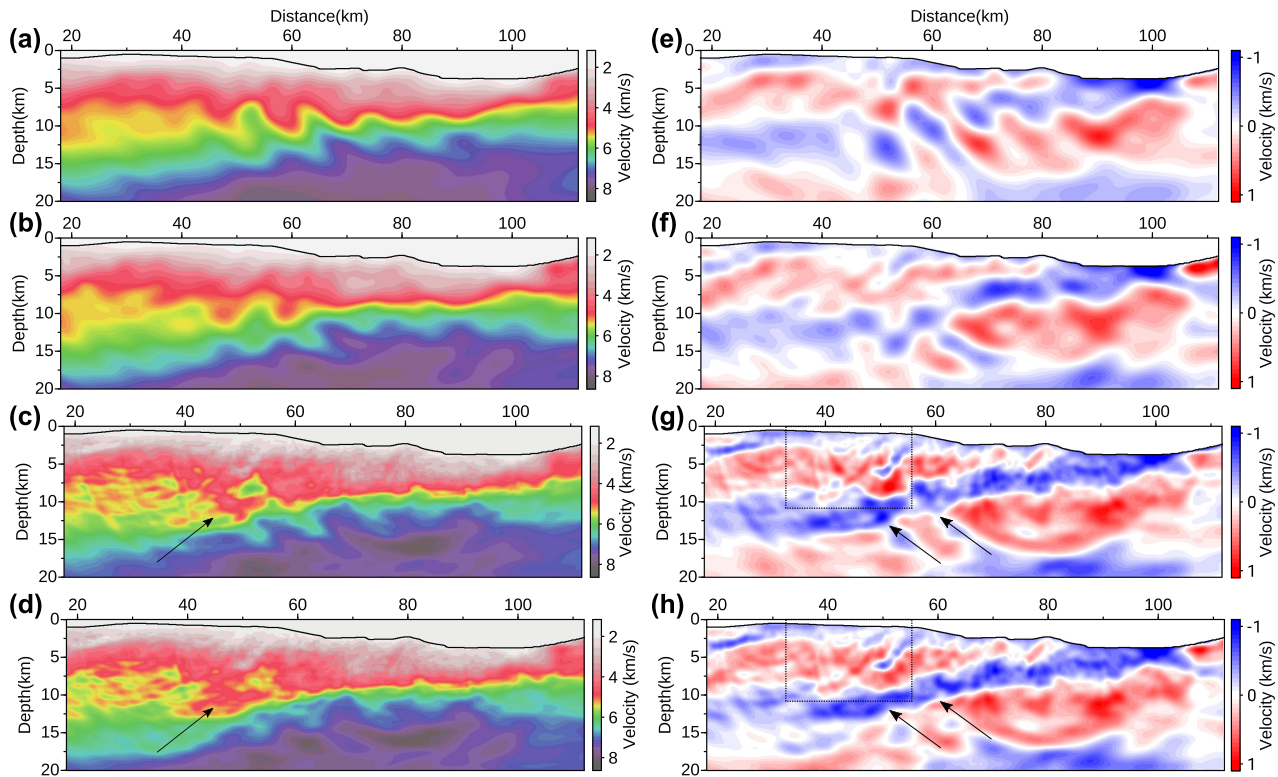 Distance(km) Distance(km)
20 40 60 80 100 20 40 60 80 100
(a) (e)
0 5 10 15 20 Depth(km) 2 4 6 8 Velocity (km/s) 0 5 10 15 20 Depth(km) -1 0 1 Velocity (km/s)
20 40 60 80 100 20 40 60 80 100
(b) (f)
0 5 10 15 20 Depth(km) 2 4 6 8 Velocity (km/s) 0 5 10 15 20 Depth(km) -1 0 1 Velocity (km/s)
20 40 60 80 100 20 40 60 80 100
(c) (g)
0 5 10 15 20 Depth(km) 2 4 6 8 Velocity (km/s) 0 5 10 15 20 Depth(km) -1 0 1 Velocity (km/s)
20 40 60 80 100 20 40 60 80 100
(d) (h)
0 5 10 15 20 Depth(km) 2 4 6 8 Velocity (km/s) 0 5 10 15 20 Depth(km) -1 0 1 Velocity (km/s)